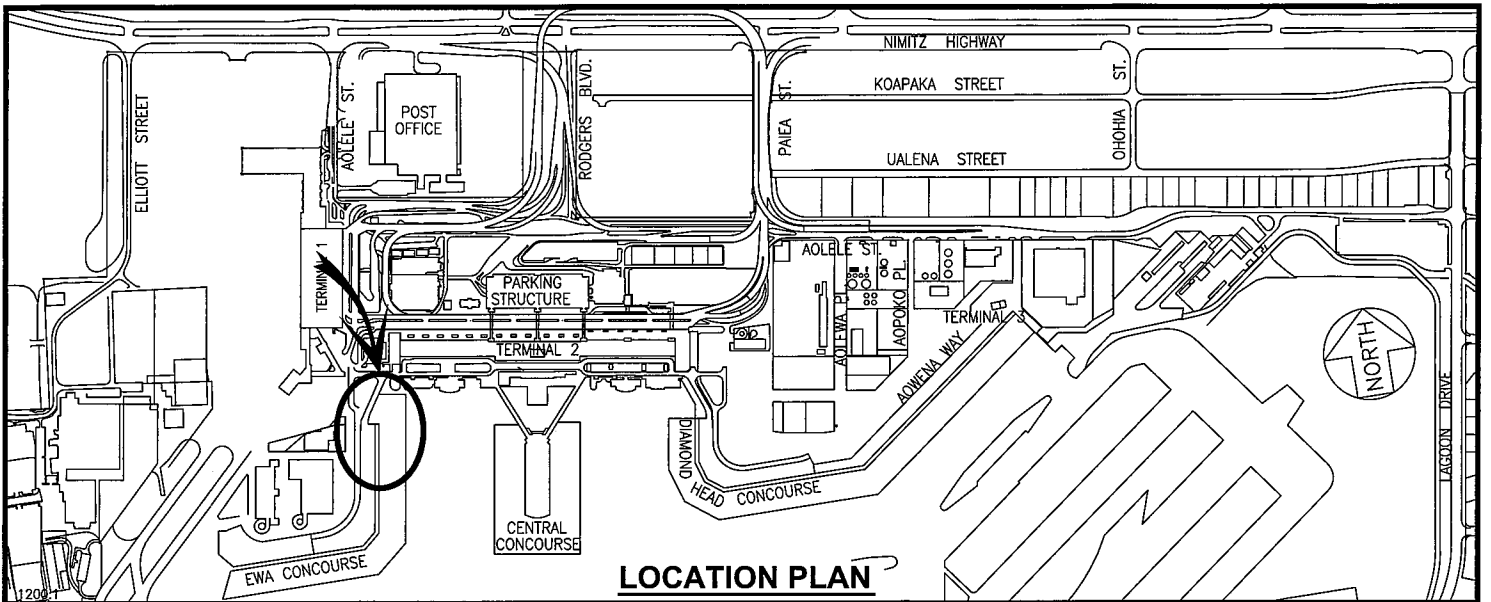 NIMITZ HIGHWAY
KOAPAKA STREET
UALENA STREET
ELLIOTT STREET
AOLELE ST.
POST
OFFICE
RODGERS BLVD.
PAIEA ST.
OHOHIA ST.
TERMINAL 1
PARKING
STRUCTURE
TERMINAL 2
AOLELE ST.
AOLEWA PL.
AOPOKO PL.
TERMINAL 3
AOWENA WAY
NORTH
LAGOON DRIVE
DIAMOND HEAD CONCOURSE
CENTRAL
CONCOURSE
EWA CONCOURSE
LOCATION PLAN